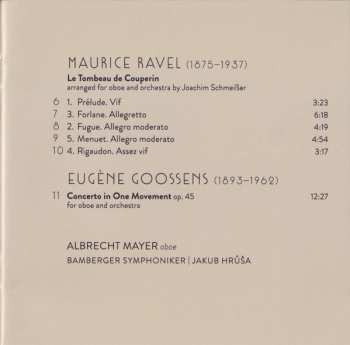 MAURICE RAVEL (1875–1937)
Le Tombeau de Couperin
arranged for oboe and orchestra by Joachim Schmeißer
6 1. Prélude. Vif 3:23
7 3. Forlane. Allegretto 6:18
8 2. Fugue. Allegro moderato 4:19
9 5. Menuet. Allegro moderato 4:54
10 4. Rigaudon. Assez vif 3:17
EUGÈNE GOOSSENS (1893–1962)
11 Concerto in One Movement op. 45 12:27
for oboe and orchestra
ALBRECHT MAYER oboe
BAMBERGER SYMPHONIKER | JAKUB HRŮŠA